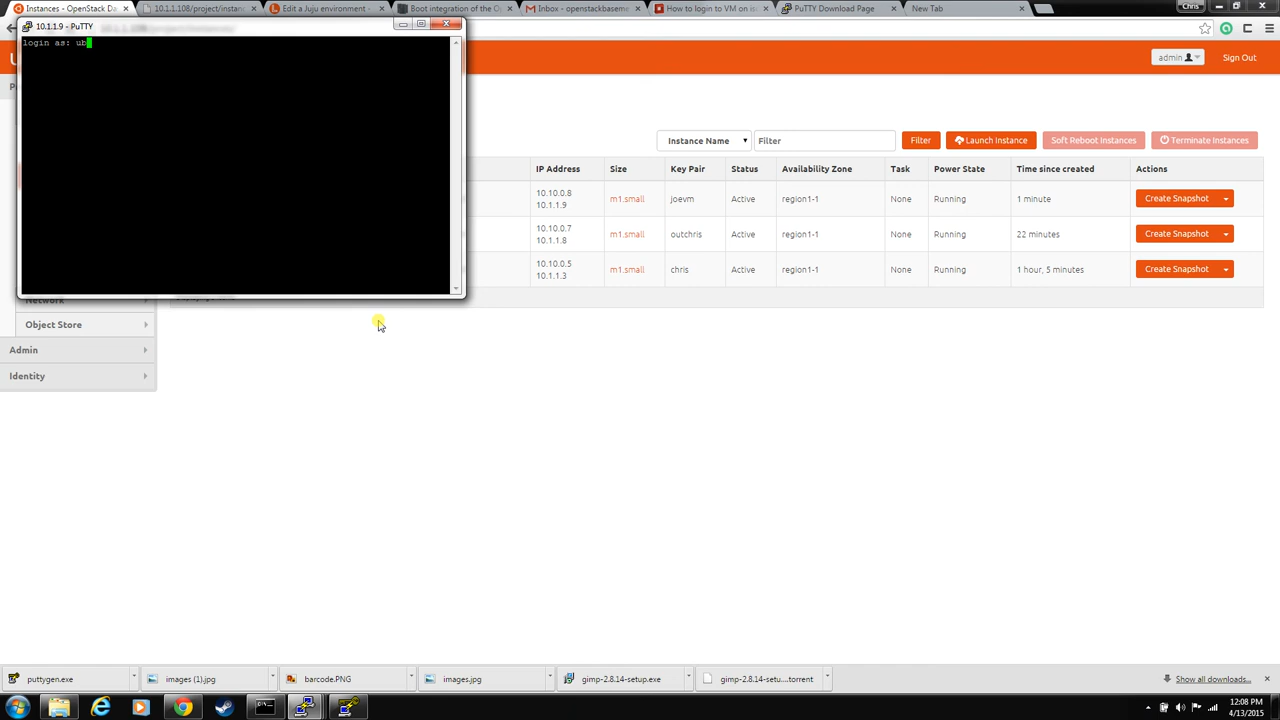 Instances - OpenStack Da
10.1.1.108/project/instanc
Edit a Juju environment -
Boot integration of the Op
Inbox - openstackbaseme
How to login to VM on is
PuTTY Download Page
New Tab
Chris
10.1.1.9 - PuTTY
login as: ub
admin
Sign Out
Instance Name
Filter
Filter
Launch Instance
Soft Reboot Instances
Terminate Instances
IP Address Size Key Pair Status Availability Zone Task Power State Time since created Actions
10.10.0.8
10.1.1.9
m1.small joevm Active region1-1 None Running 1 minute Create Snapshot
10.10.0.7
10.1.1.8
m1.small outchris Active region1-1 None Running 22 minutes Create Snapshot
10.10.0.5
10.1.1.3
m1.small chris Active region1-1 None Running 1 hour, 5 minutes Create Snapshot
Network
Object Store
Admin
Identity
puttygen.exe
images (1).jpg
barcode.PNG
images.jpg
gimp-2.8.14-setup.exe
gimp-2.8.14-setu....torrent
Show all downloads...
12:08 PM
4/13/2015